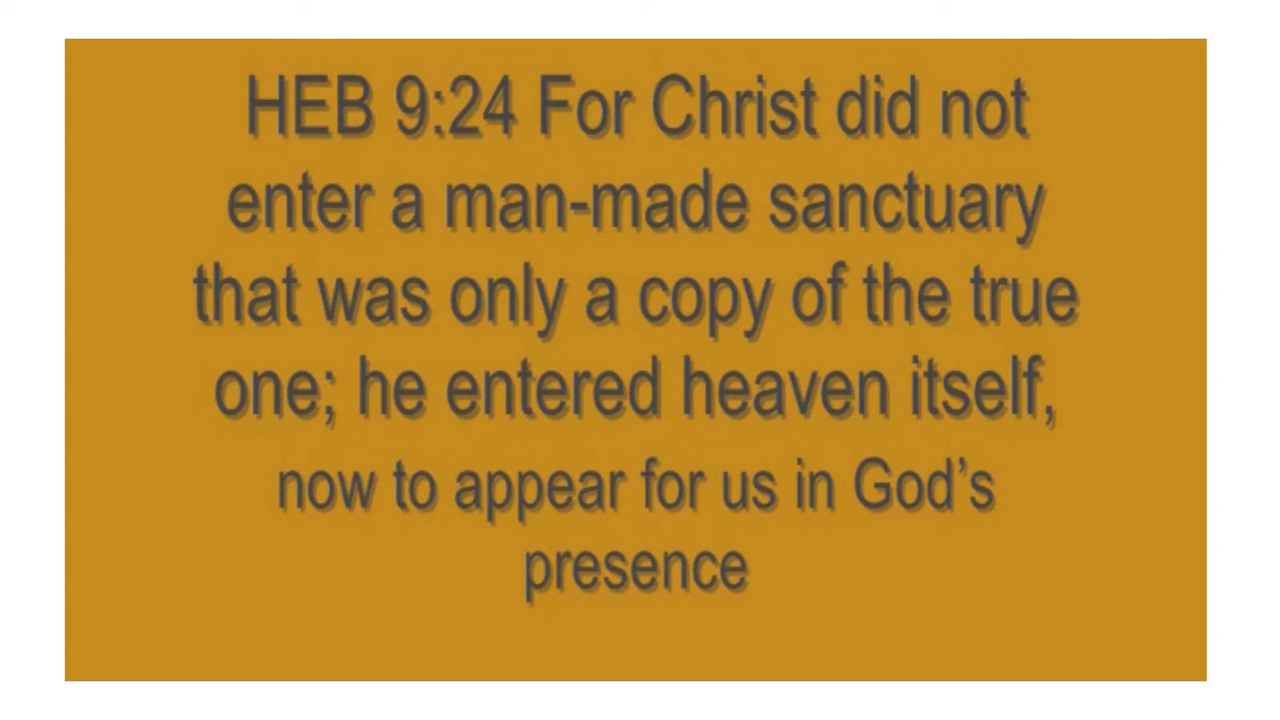 HEB 9:24 For Christ did not
enter a man-made sanctuary
that was only a copy of the true
one; he entered heaven itself,
now to appear for us in God’s
presence